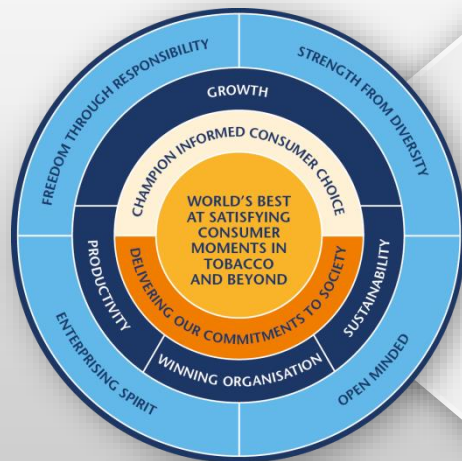 FREEDOM THROUGH RESPONSIBILITY
STRENGTH FROM DIVERSITY
GROWTH
CHAMPION INFORMED CONSUMER CHOICE
WORLD'S BEST
AT SATISFYING
CONSUMER
MOMENTS IN
TOBACCO
AND BEYOND
DELIVERING OUR COMMITMENTS TO SOCIETY
PRODUCTIVITY
SUSTAINABILITY
WINNING ORGANISATION
ENTERPRISING SPIRIT
OPEN MINDED